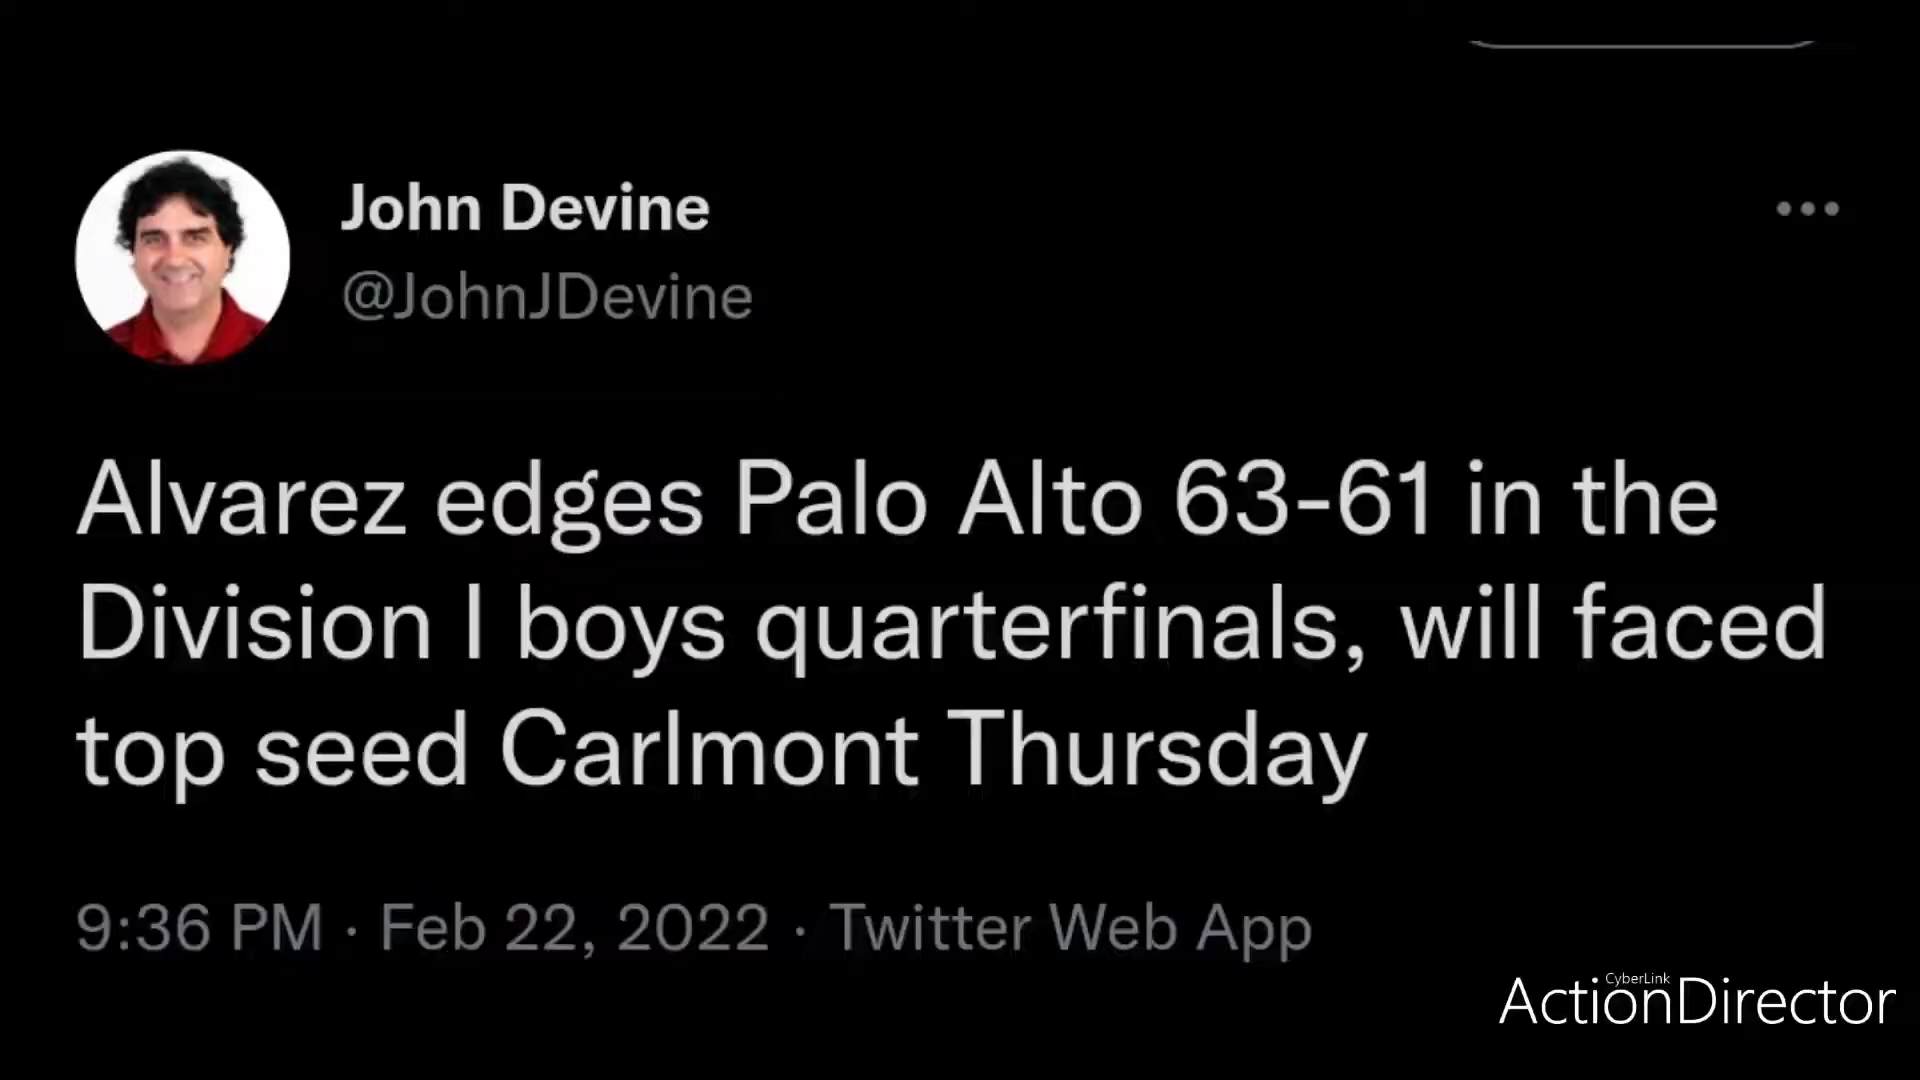 John Devine
@JohnJDevine
Alvarez edges Palo Alto 63-61 in the
Division I boys quarterfinals, will faced
top seed Carlmont Thursday
9:36 PM · Feb 22, 2022 · Twitter Web App
CyberLink
ActionDirector